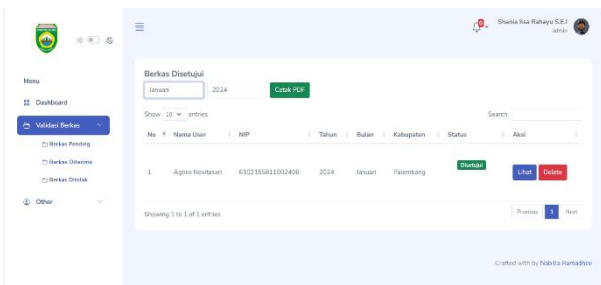 Shania Ilsa Rahayu S.E.I
admin
Menu
Dashboard
Validasi Berkas
Berkas Pending
Berkas Diterima
Berkas Ditolak
Other
Berkas Disetujui
Januari 2024 Cetak PDF
Show 10 entries Search:
No Nama User NIP Tahun Bulan Kabupaten Status Aksi
1 Agnes Novitasari 6102165811002406 2024 Januari Palembang Disetujui Lihat Delete
Showing 1 to 1 of 1 entries
Previous 1 Next
Crafted with by Nabilla Ramadhini